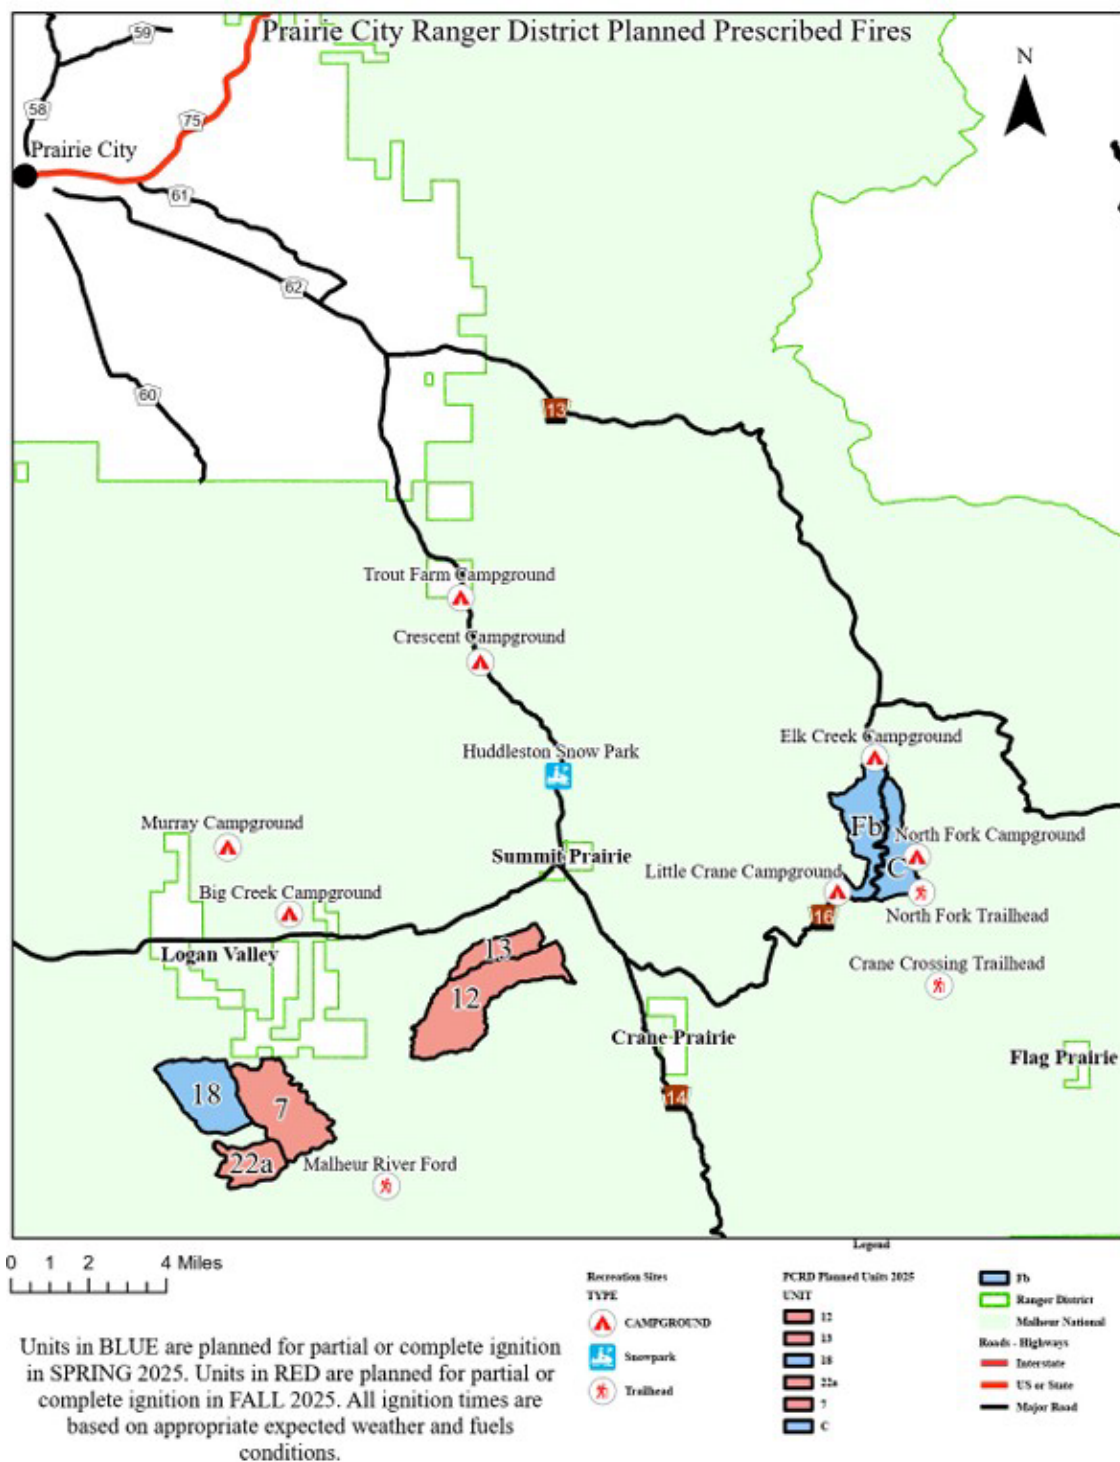 Prairie City Ranger District Planned Prescribed Fires
59
N
58
75
Prairie City
61
62
60
13
Trout Farm Campground
Crescent Campground
Elk Creek Campground
Huddleston Snow Park
Murray Campground
Fb
North Fork Campground
Summit Prairie
Little Crane Campground
C
Big Creek Campground
16
North Fork Trailhead
13
Logan Valley
Crane Crossing Trailhead
12
Crane Prairie
Flag Prairie
18
7
14
22a
Malheur River Ford
0 1 2 4 Miles
Legend
Recreation Sites
TYPE
CAMPGROUND
Snowpark
Trailhead
PCRD Planned Units 2025
UNIT
12
13
18
22a
7
C
Fb
Ranger District
Malheur National
Roads - Highways
Interstate
US or State
Major Road
Units in BLUE are planned for partial or complete ignition
in SPRING 2025. Units in RED are planned for partial or
complete ignition in FALL 2025. All ignition times are
based on appropriate expected weather and fuels
conditions.